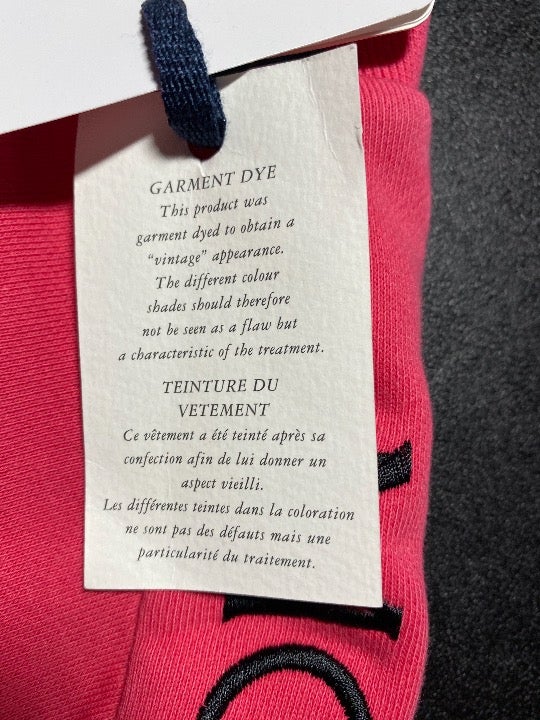 GARMENT DYE
This product was
garment dyed to obtain a
“vintage” appearance.
The different colour
shades should therefore
not be seen as a flaw but
a characteristic of the treatment.
TEINTURE DU
VETEMENT
Ce vêtement a été teinté après sa
confection afin de lui donner un
aspect vieilli.
Les différentes teintes dans la coloration
ne sont pas des défauts mais une
particularité du traitement.